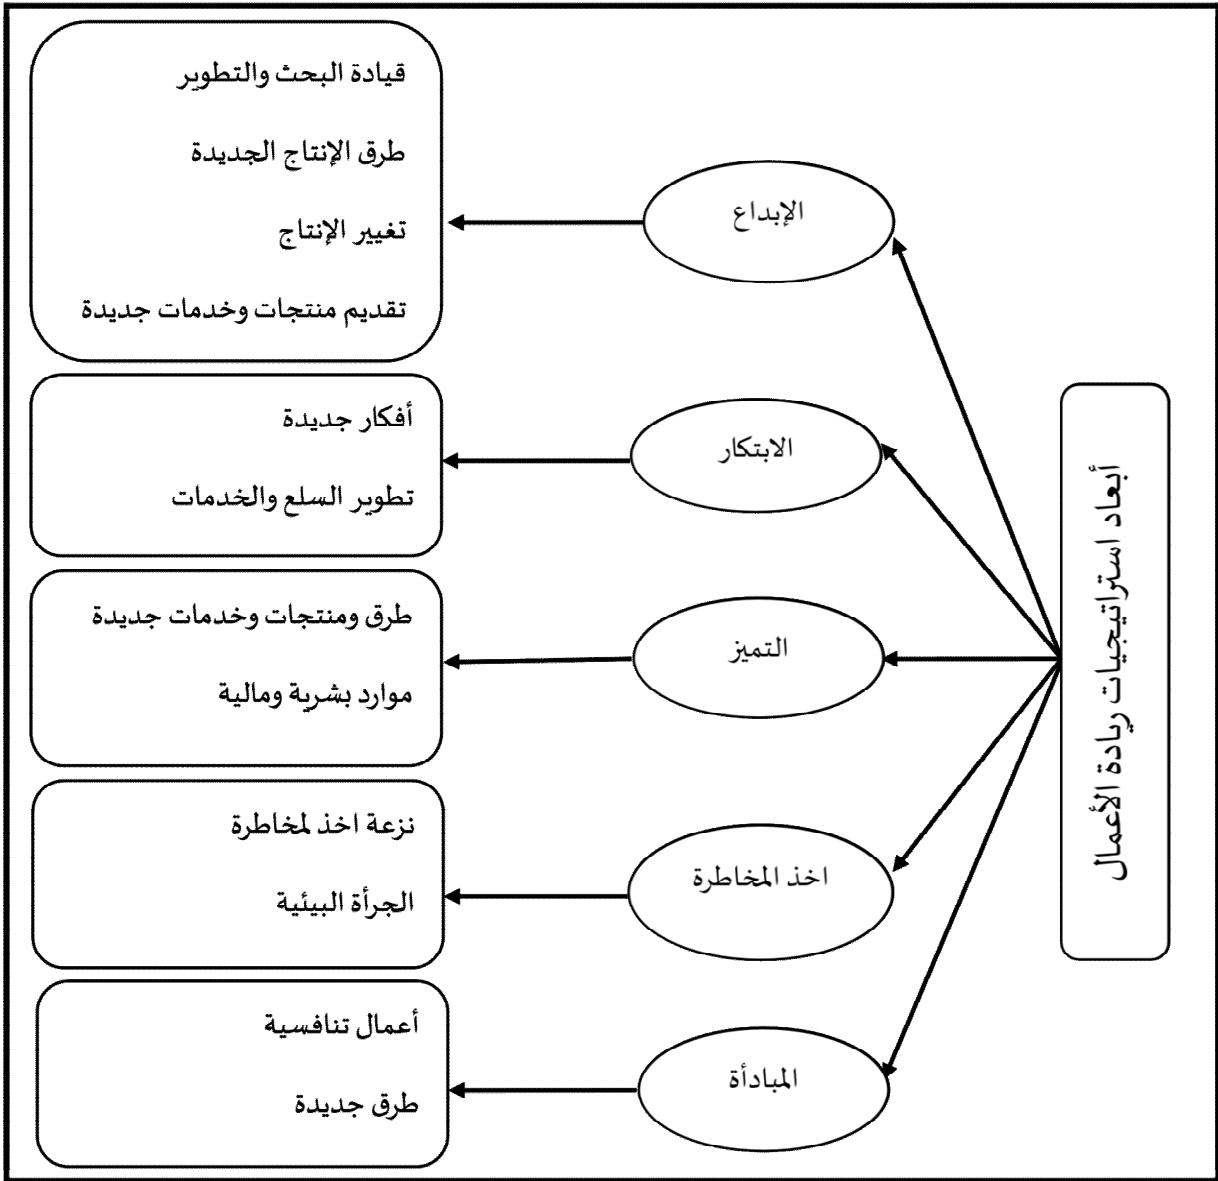 أبعاد استراتيجيات ريادة الأعمال
الإبداع
قيادة البحث والتطوير
طرق الإنتاج الجديدة
تغيير الإنتاج
تقديم منتجات وخدمات جديدة
الابتكار
أفكار جديدة
تطوير السلع والخدمات
التميز
طرق ومنتجات وخدمات جديدة
موارد بشرية ومالية
اخذ المخاطرة
نزعة اخذ لمخاطرة
الجرأة البيئية
المبادأة
أعمال تنافسية
طرق جديدة